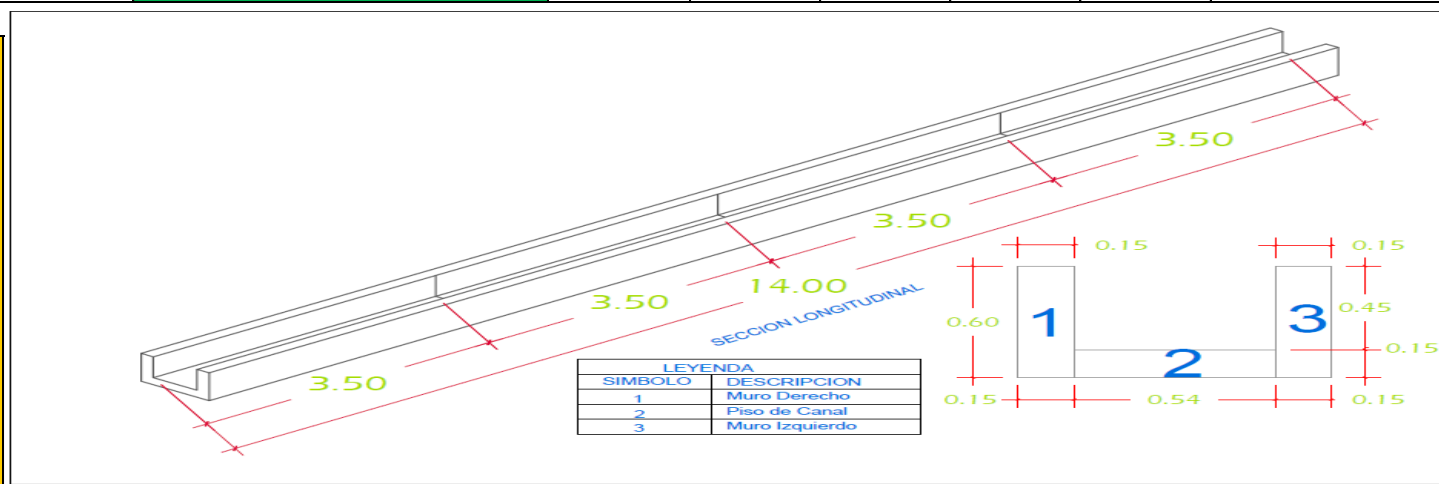 3.50
3.50
3.50 14.00
3.50
SECCION LONGITUDINAL
LEYENDA
SIMBOLO DESCRIPCION
1 Muro Derecho
2 Piso de Canal
3 Muro Izquierdo
0.15 0.15
0.60 1 3 0.45
2 0.15
0.15 0.54 0.15